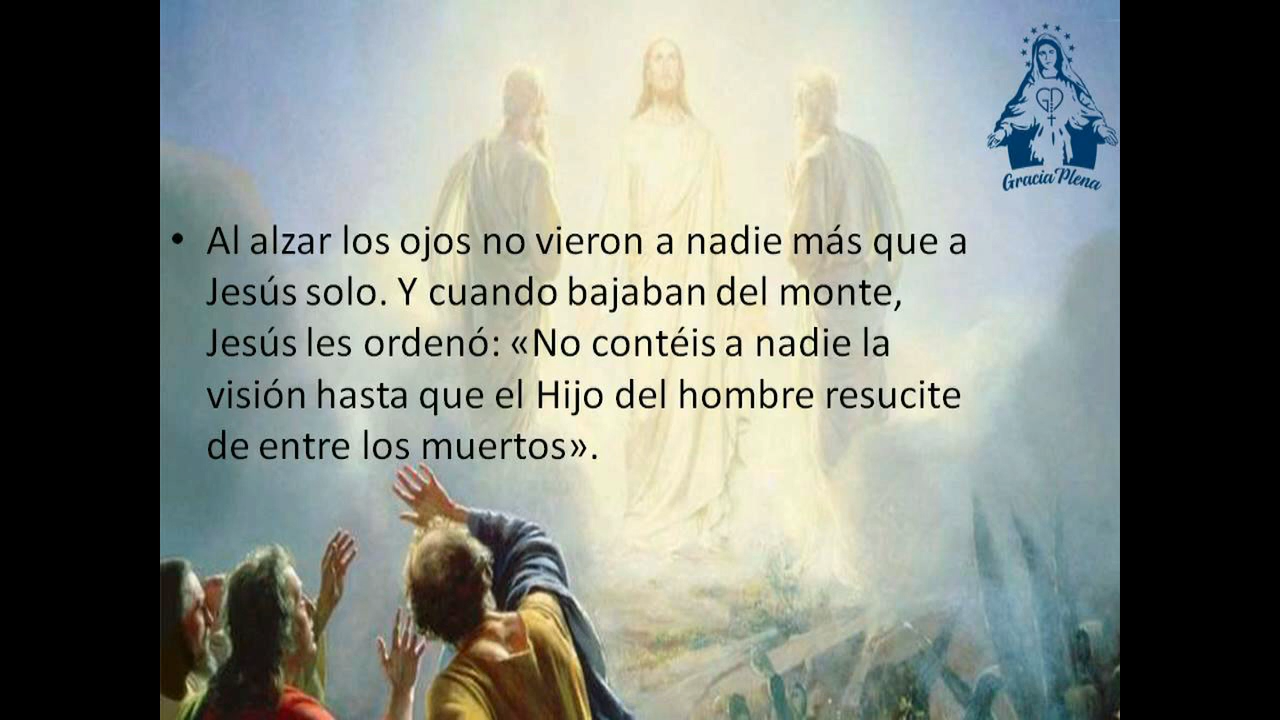 Gracia Plena
• Al alzar los ojos no vieron a nadie más que a
Jesús solo. Y cuando bajaban del monte,
Jesús les ordenó: «No contéis a nadie la
visión hasta que el Hijo del hombre resucite
de entre los muertos».